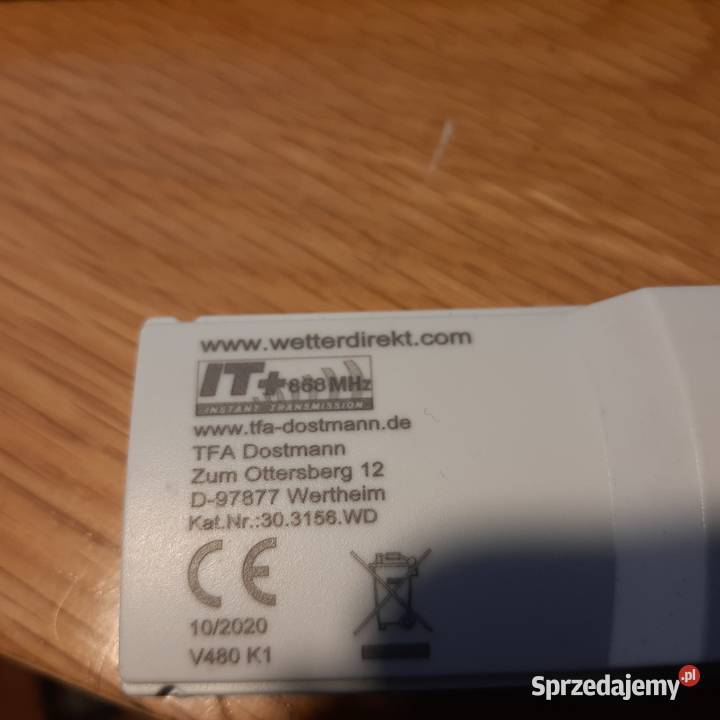 www.wetterdirekt.com
IT+ 868 MHz
INSTANT TRANSMISSION
www.tfa-dostmann.de
TFA Dostmann
Zum Ottersberg 12
D-97877 Wertheim
Kat.Nr.:30.3156.WD
CE
10/2020
V480 K1
Sprzedajemy.pl